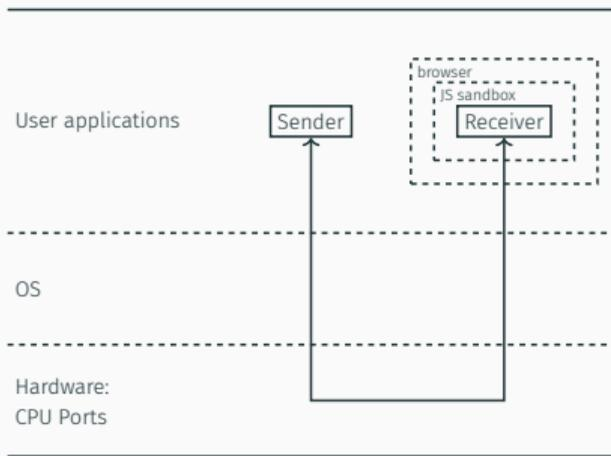 browser
JS sandbox
User applications
Sender
Receiver
OS
Hardware:
CPU Ports